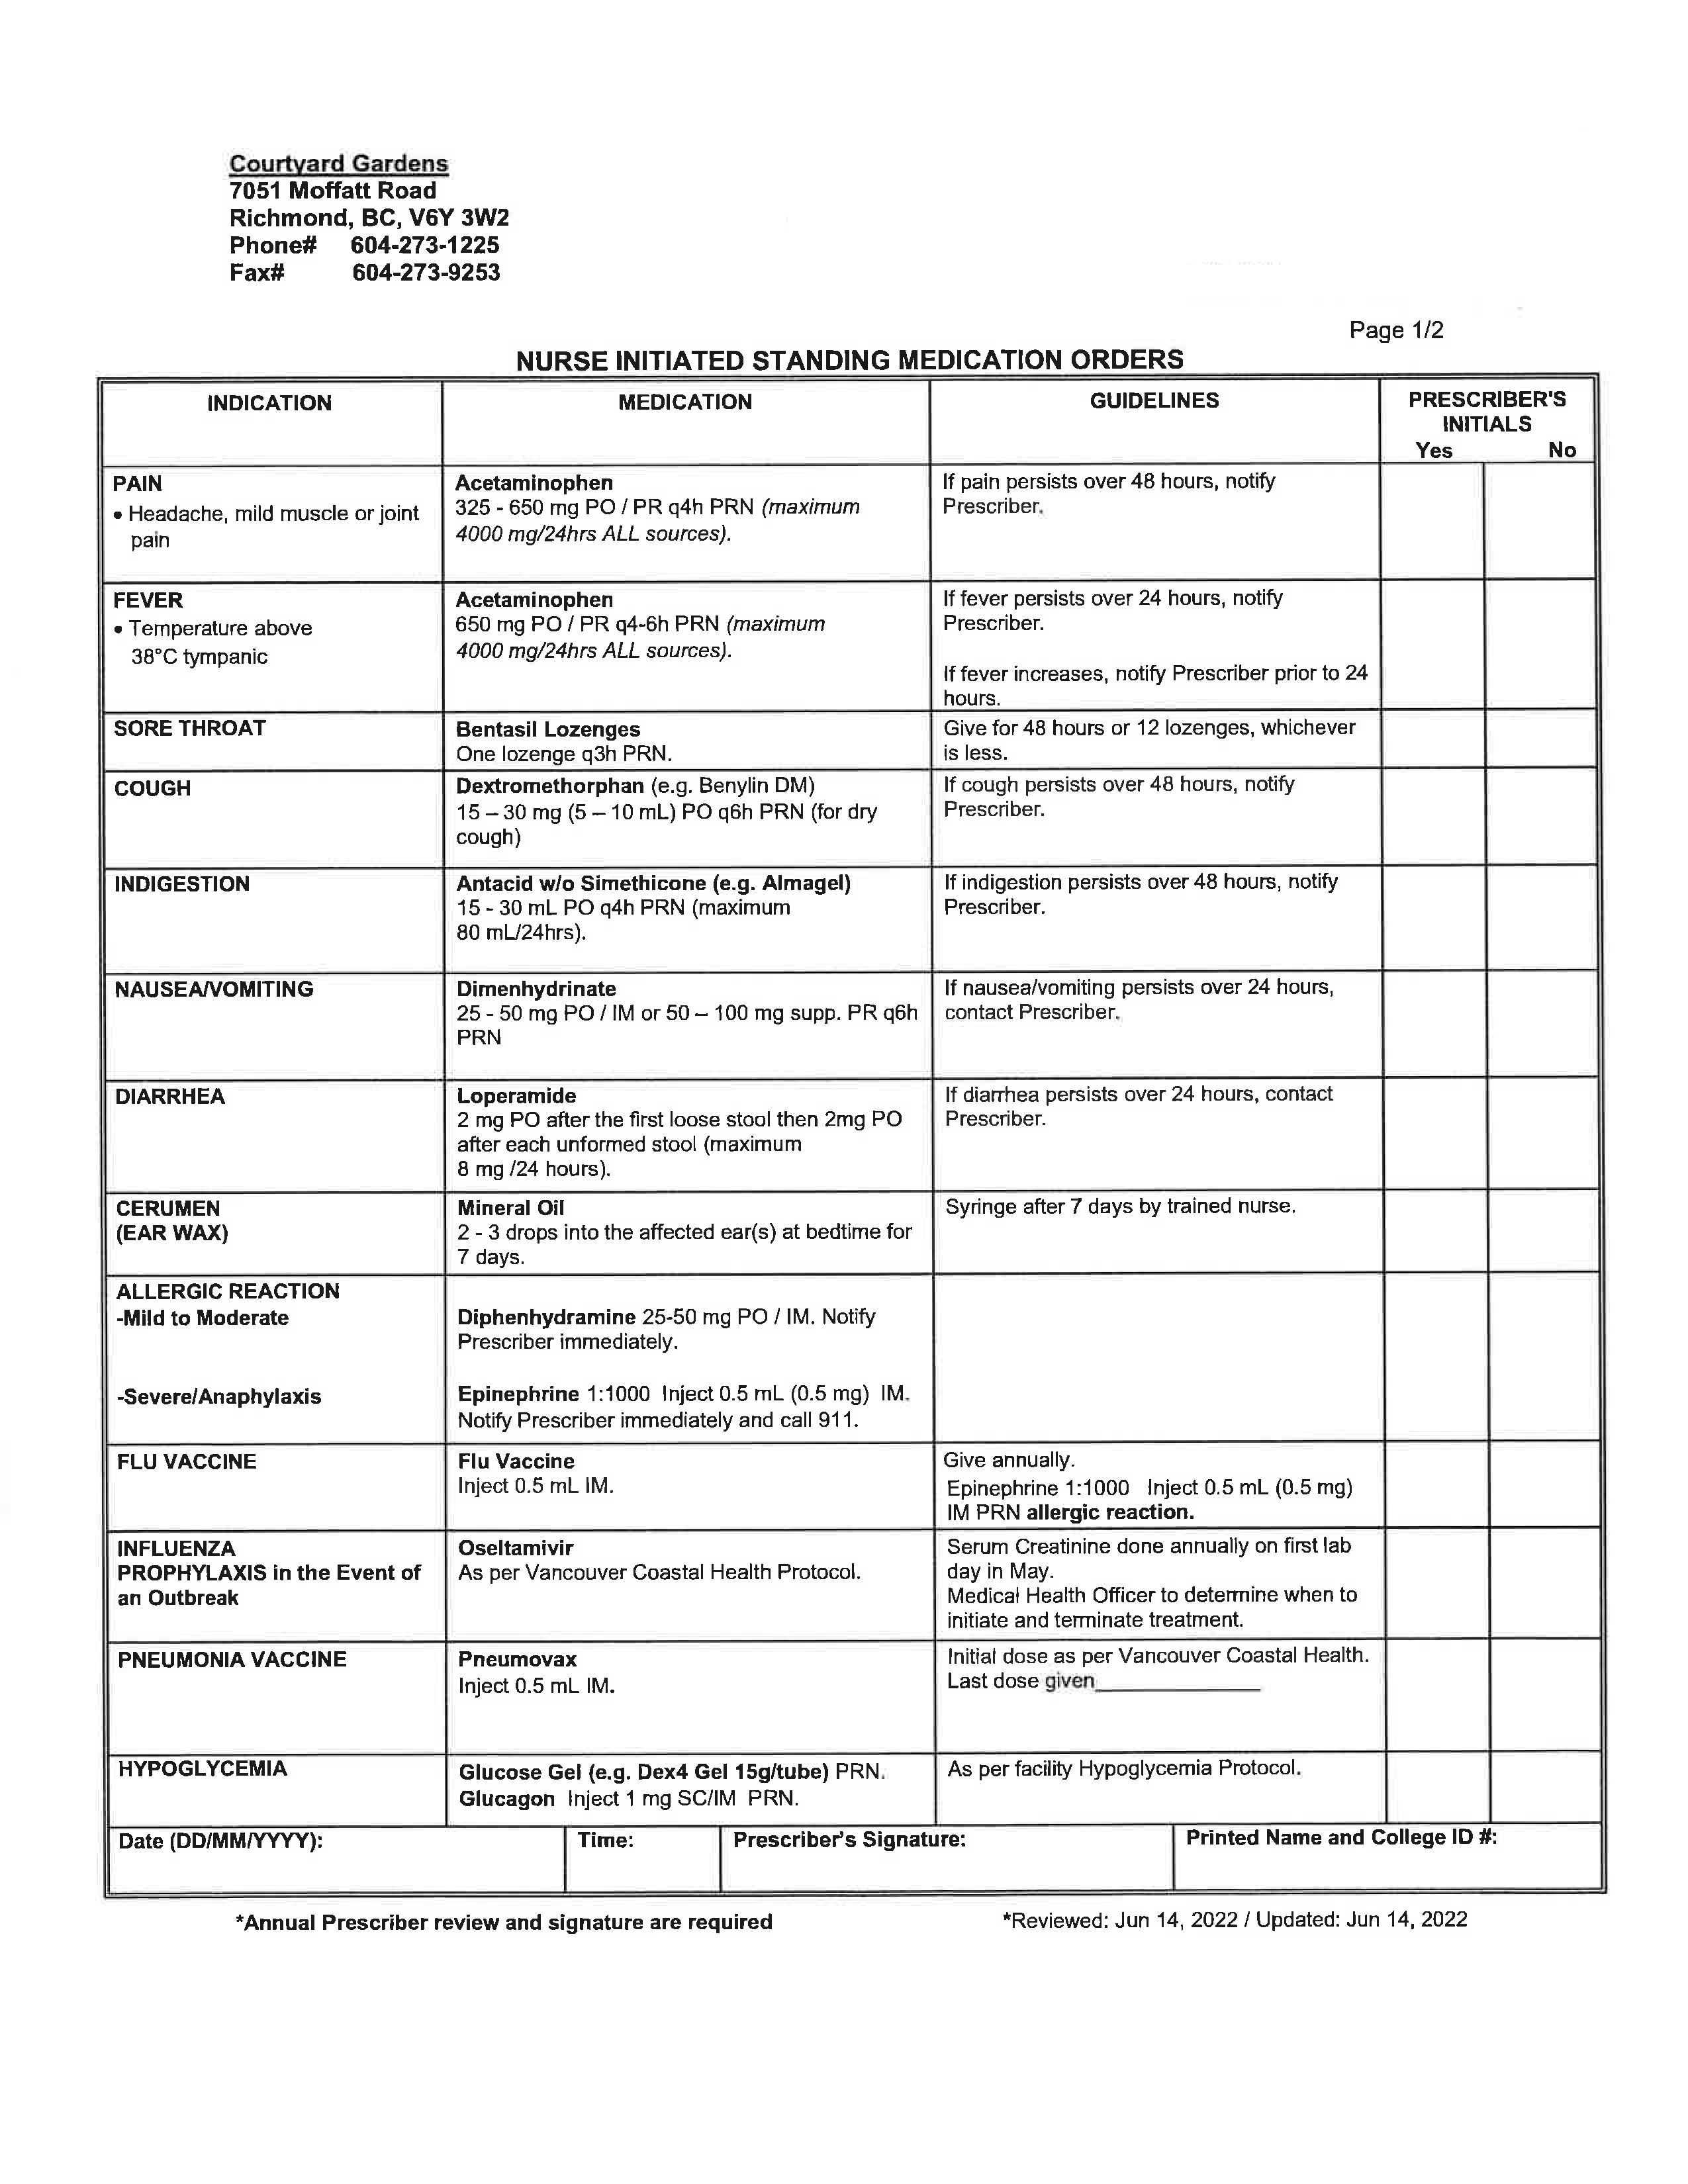 Courtyard Gardens
7051 Moffatt Road
Richmond, BC, V6Y 3W2
Phone# 604-273-1225
Fax# 604-273-9253
Page 1/2
NURSE INITIATED STANDING MEDICATION ORDERS
INDICATION
MEDICATION
GUIDELINES
PRESCRIBER'S
INITIALS
Yes No
PAIN
• Headache, mild muscle or joint
pain
Acetaminophen
325 - 650 mg PO / PR q4h PRN (maximum
4000 mg/24hrs ALL sources).
If pain persists over 48 hours, notify
Prescriber.
FEVER
• Temperature above
38°C tympanic
Acetaminophen
650 mg PO / PR q4-6h PRN (maximum
4000 mg/24hrs ALL sources).
If fever persists over 24 hours, notify
Prescriber.
If fever increases, notify Prescriber prior to 24
hours.
SORE THROAT
Bentasil Lozenges
One lozenge q3h PRN.
Give for 48 hours or 12 lozenges, whichever
is less.
COUGH
Dextromethorphan (e.g. Benylin DM)
15 – 30 mg (5 – 10 mL) PO q6h PRN (for dry
cough)
If cough persists over 48 hours, notify
Prescriber.
INDIGESTION
Antacid w/o Simethicone (e.g. Almagel)
15 - 30 mL PO q4h PRN (maximum
80 mL/24hrs).
If indigestion persists over 48 hours, notify
Prescriber.
NAUSEA/VOMITING
Dimenhydrinate
25 - 50 mg PO / IM or 50 – 100 mg supp. PR q6h
PRN
If nausea/vomiting persists over 24 hours,
contact Prescriber.
DIARRHEA
Loperamide
2 mg PO after the first loose stool then 2mg PO
after each unformed stool (maximum
8 mg /24 hours).
If diarrhea persists over 24 hours, contact
Prescriber.
CERUMEN
(EAR WAX)
Mineral Oil
2 - 3 drops into the affected ear(s) at bedtime for
7 days.
Syringe after 7 days by trained nurse.
ALLERGIC REACTION
-Mild to Moderate
Diphenhydramine 25-50 mg PO / IM. Notify
Prescriber immediately.
-Severe/Anaphylaxis
Epinephrine 1:1000 Inject 0.5 mL (0.5 mg) IM.
Notify Prescriber immediately and call 911.
FLU VACCINE
Flu Vaccine
Inject 0.5 mL IM.
Give annually.
Epinephrine 1:1000 Inject 0.5 mL (0.5 mg)
IM PRN allergic reaction.
INFLUENZA
PROPHYLAXIS in the Event of
an Outbreak
Oseltamivir
As per Vancouver Coastal Health Protocol.
Serum Creatinine done annually on first lab
day in May.
Medical Health Officer to determine when to
initiate and terminate treatment.
PNEUMONIA VACCINE
Pneumovax
Inject 0.5 mL IM.
Initial dose as per Vancouver Coastal Health.
Last dose given_____________
HYPOGLYCEMIA
Glucose Gel (e.g. Dex4 Gel 15g/tube) PRN.
Glucagon Inject 1 mg SC/IM PRN.
As per facility Hypoglycemia Protocol.
Date (DD/MM/YYYY):
Time:
Prescriber's Signature:
Printed Name and College ID #:
*Annual Prescriber review and signature are required
*Reviewed: Jun 14, 2022 / Updated: Jun 14, 2022